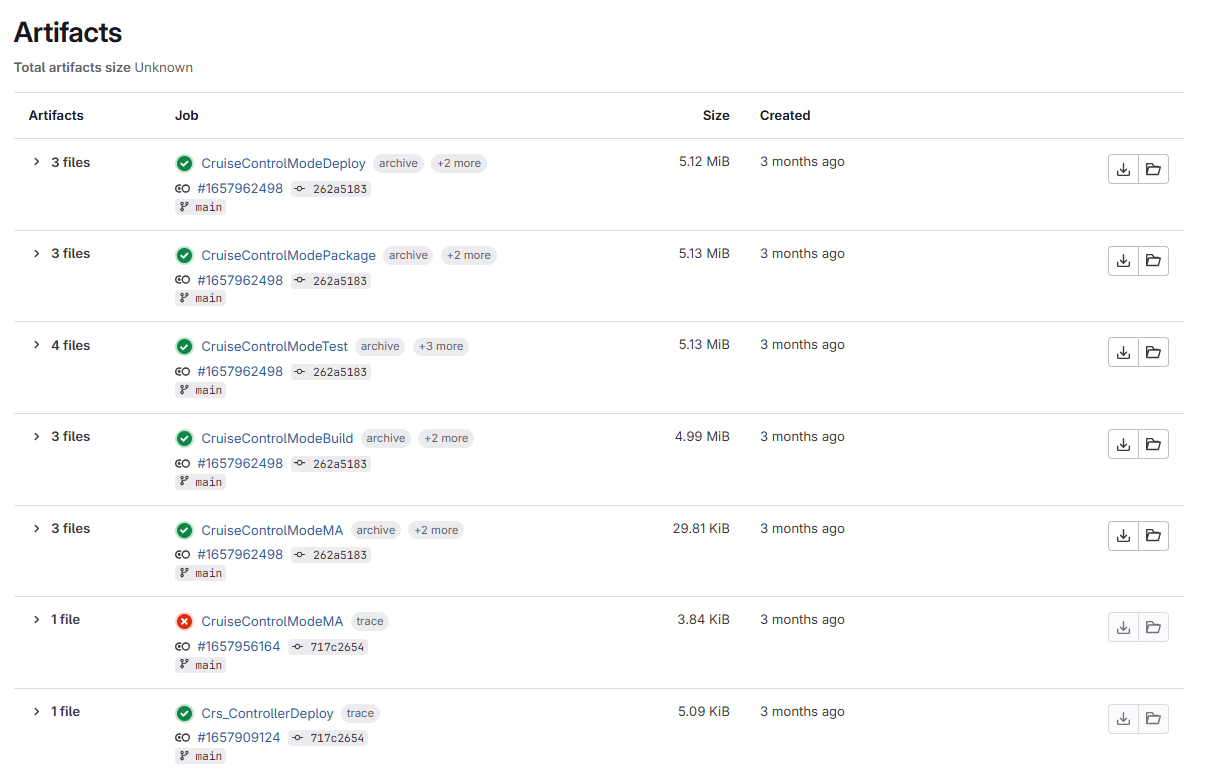 Artifacts
Total artifacts size Unknown
Artifacts Job Size Created
3 files CruiseControlModeDeploy archive +2 more 5.12 MiB 3 months ago
#1657962498 262a5183
main
3 files CruiseControlModePackage archive +2 more 5.13 MiB 3 months ago
#1657962498 262a5183
main
4 files CruiseControlModeTest archive +3 more 5.13 MiB 3 months ago
#1657962498 262a5183
main
3 files CruiseControlModeBuild archive +2 more 4.99 MiB 3 months ago
#1657962498 262a5183
main
3 files CruiseControlModeMA archive +2 more 29.81 KiB 3 months ago
#1657962498 262a5183
main
1 file CruiseControlModeMA trace 3.84 KiB 3 months ago
#1657956164 717c2654
main
1 file Crs_ControllerDeploy trace 5.09 KiB 3 months ago
#1657909124 717c2654
main